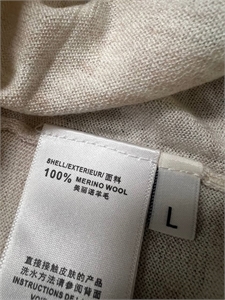 SHELL/EXTERIEUR/面料
100% MERINO WOOL
美丽诺羊毛
L
直接接触皮肤的产品
洗水方法请参阅背面
INSTRUCTIONS DE